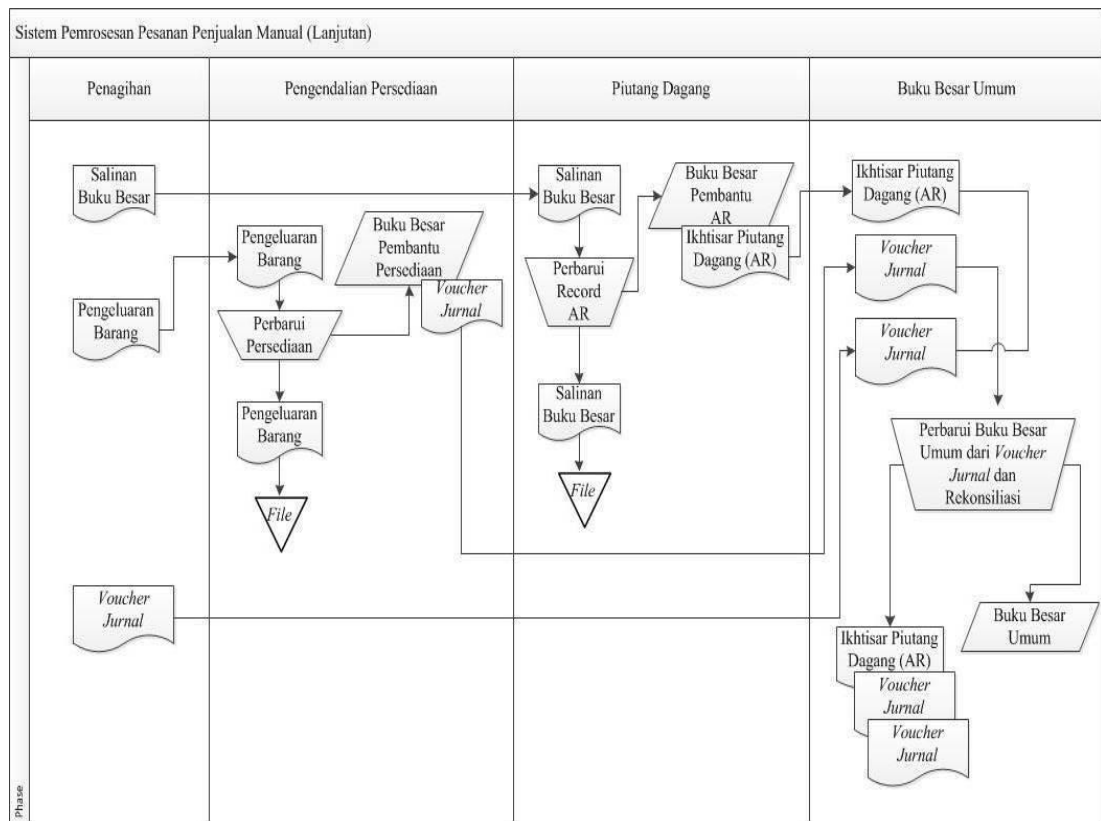 Sistem Pemrosesan Pesanan Penjualan Manual (Lanjutan)
Phase
Penagihan
Pengendalian Persediaan
Piutang Dagang
Buku Besar Umum
Salinan
Buku Besar
Pengeluaran
Barang
Voucher
Jurnal
Pengeluaran
Barang
Buku Besar
Pembantu
Persediaan
Voucher
Jurnal
Perbarui
Persediaan
Pengeluaran
Barang
File
Salinan
Buku Besar
Buku Besar
Pembantu
AR
Ikhtisar Piutang
Dagang (AR)
Perbarui
Record
AR
Salinan
Buku Besar
File
Ikhtisar Piutang
Dagang (AR)
Voucher
Jurnal
Voucher
Jurnal
Perbarui Buku Besar
Umum dari Voucher
Jurnal dan
Rekonsiliasi
Buku Besar
Umum
Ikhtisar Piutang
Dagang (AR)
Voucher
Jurnal
Voucher
Jurnal